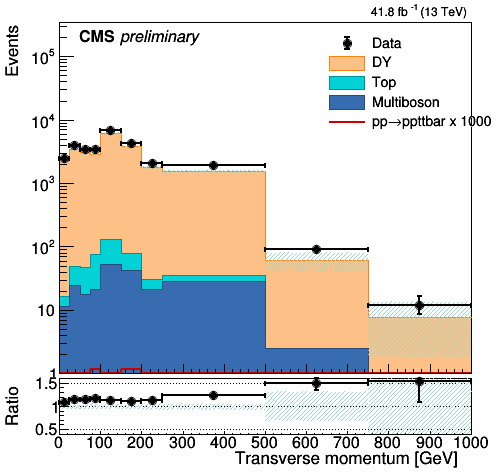 41.8 fb⁻¹ (13 TeV)
CMS preliminary
Events
Data
DY
Top
Multiboson
pp→ppttbar x 1000
10⁵
10⁴
10³
10²
10
1
Ratio
1.5
1
0.5
0 100 200 300 400 500 600 700 800 900 1000
Transverse momentum [GeV]